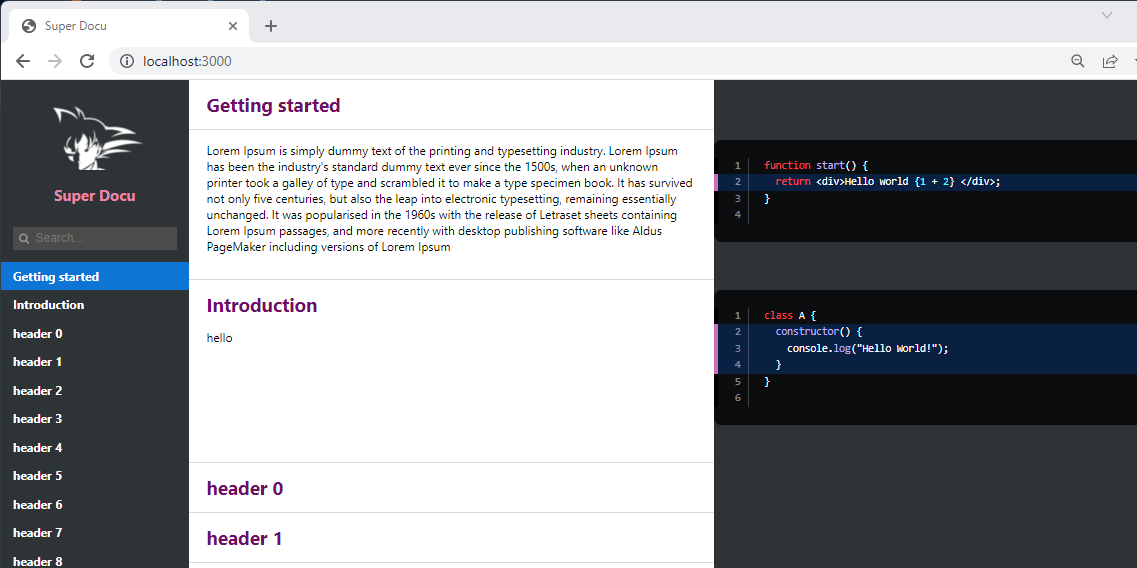 Super Docu
localhost:3000
Super Docu
Search...
Getting started
Introduction
header 0
header 1
header 2
header 3
header 4
header 5
header 6
header 7
header 8
Getting started
Lorem Ipsum is simply dummy text of the printing and typesetting industry. Lorem Ipsum
has been the industry's standard dummy text ever since the 1500s, when an unknown
printer took a galley of type and scrambled it to make a type specimen book. It has survived
not only five centuries, but also the leap into electronic typesetting, remaining essentially
unchanged. It was popularised in the 1960s with the release of Letraset sheets containing
Lorem Ipsum passages, and more recently with desktop publishing software like Aldus
PageMaker including versions of Lorem Ipsum
Introduction
hello
header 0
header 1
1 function start() {
2 return <div>Hello world {1 + 2} </div>;
3 }
4
1 class A {
2 constructor() {
3 console.log("Hello World!");
4 }
5 }
6